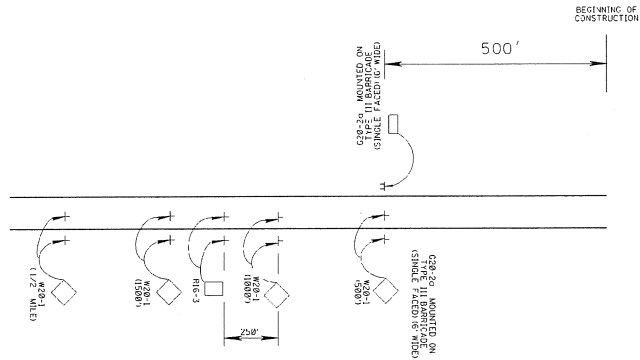 BEGINNING OF
CONSTRUCTION
500'
G20-2a MOUNTED ON
TYPE III BARRICADE
(SINGLE FACED)(6' WIDE)
W20-1
(1/2 MILE)
W20-1
(1500')
R16-3
W20-1
(1000')
W20-1
(500')
G20-2a MOUNTED ON
TYPE III BARRICADE
(SINGLE FACED)(6' WIDE)
250'